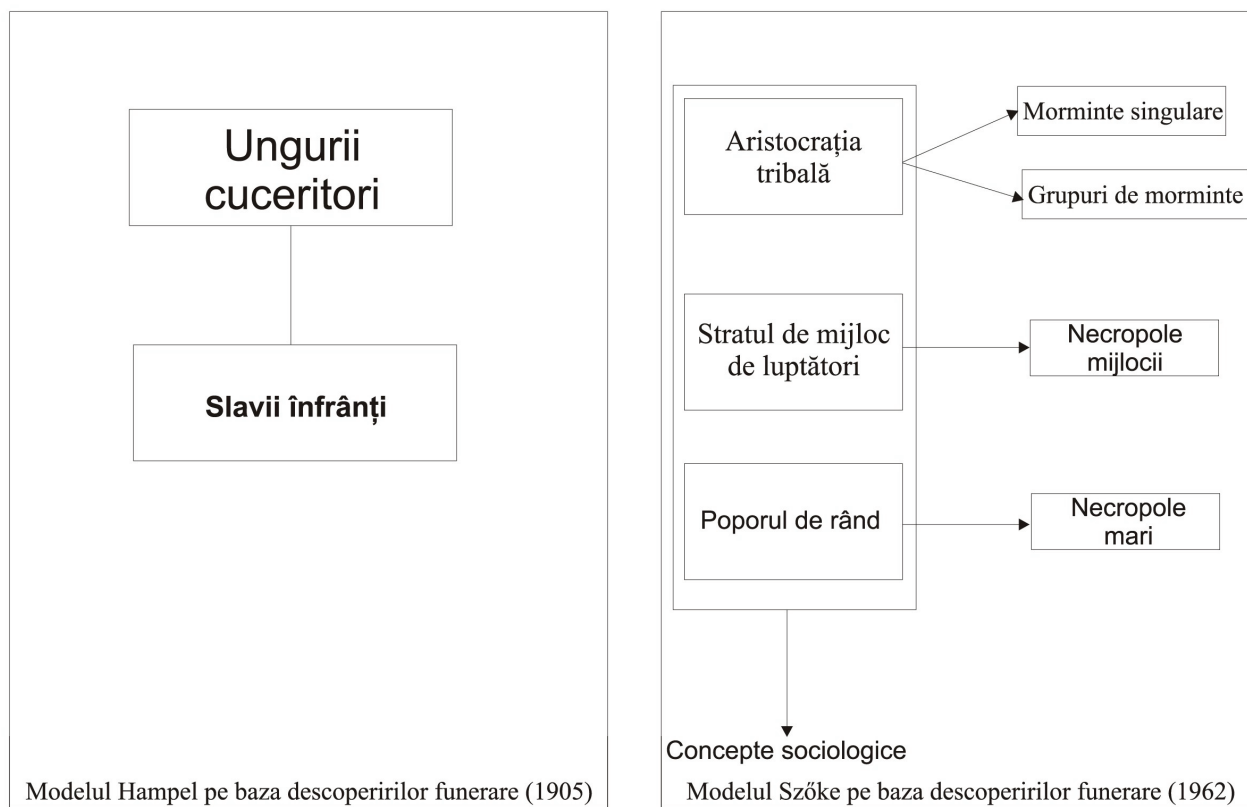 Ungurii
cuceritori
Slavii înfrânți
Modelul Hampel pe baza descoperirilor funerare (1905)
Aristocrația
tribală
Morminte singulare
Grupuri de morminte
Stratul de mijloc
de luptători
Necropole
mijlocii
Poporul de rând
Necropole
mari
Concepte sociologice
Modelul Szőke pe baza descoperirilor funerare (1962)